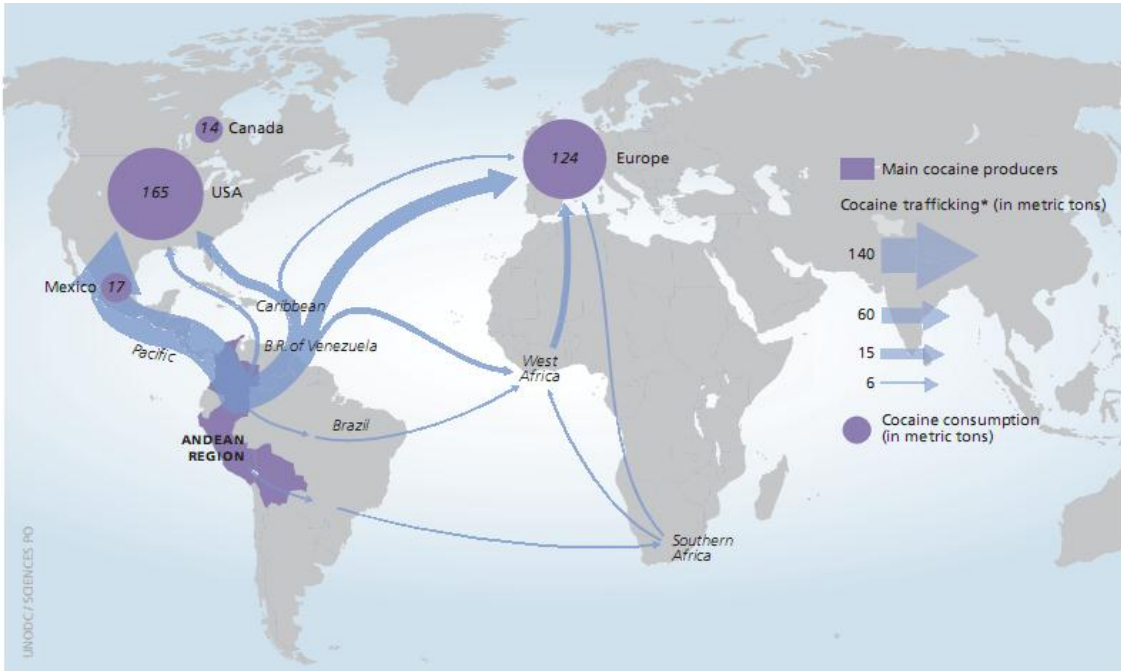 14 Canada
165 USA
124 Europe
Mexico 17
Pacific
Caribbean
B.R. of Venezuela
West
Africa
Brazil
ANDEAN
REGION
Southern
Africa
Main cocaine producers
Cocaine trafficking* (in metric tons)
140
60
15
6
Cocaine consumption
(in metric tons)
UNODC / SCIENCES PO